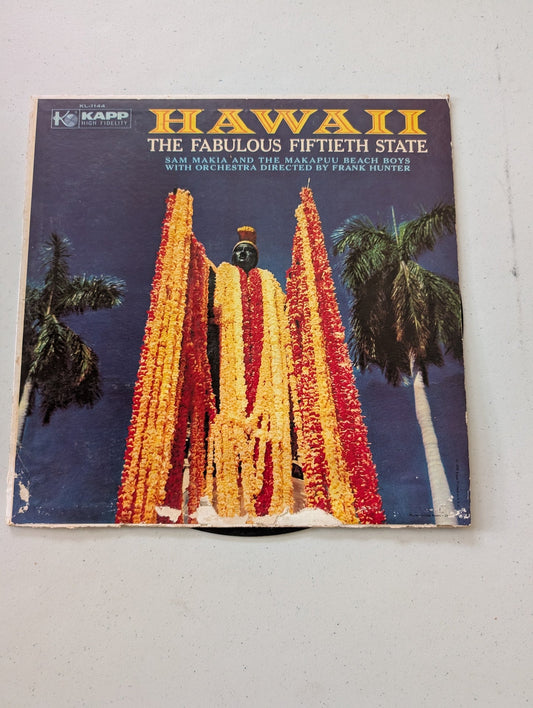 KL-1144
K KAPP
HIGH FIDELITY
HAWAII
THE FABULOUS FIFTIETH STATE
SAM MAKIA AND THE MAKAPUU BEACH BOYS
WITH ORCHESTRA DIRECTED BY FRANK HUNTER